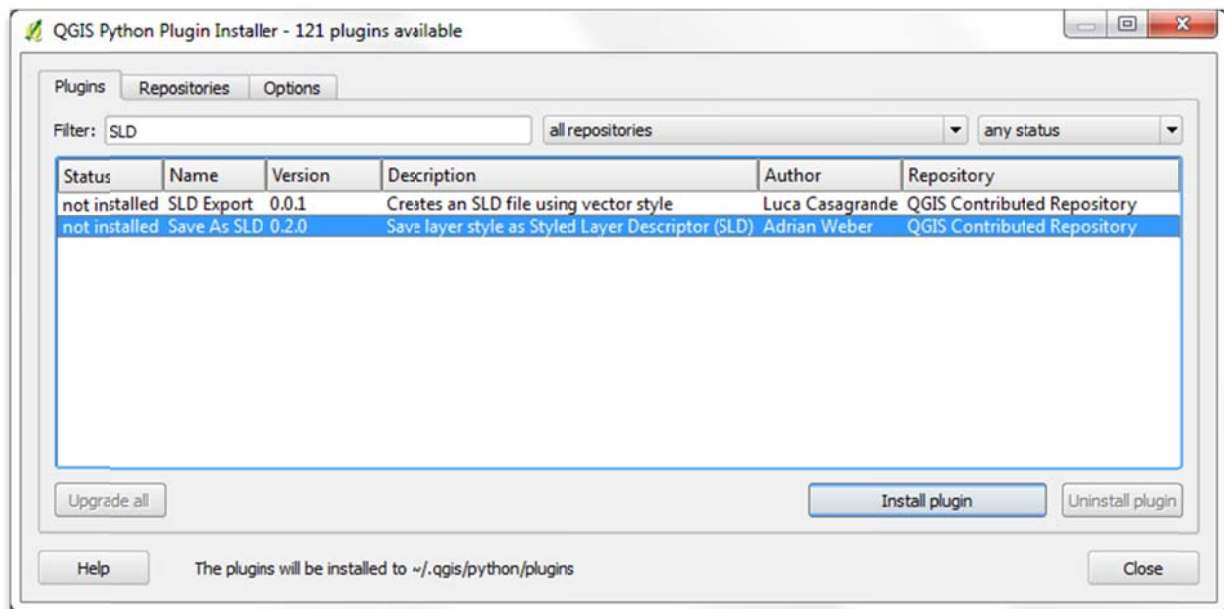 QGIS Python Plugin Installer - 121 plugins available
Plugins Repositories Options
Filter: SLD all repositories any status
Status Name Version Description Author Repository
not installed SLD Export 0.0.1 Creates an SLD file using vector style Luca Casagrande QGIS Contributed Repository
not installed Save As SLD 0.2.0 Save layer style as Styled Layer Descriptor (SLD) Adrian Weber QGIS Contributed Repository
Upgrade all Install plugin Uninstall plugin
Help The plugins will be installed to ~/.qgis/python/plugins Close